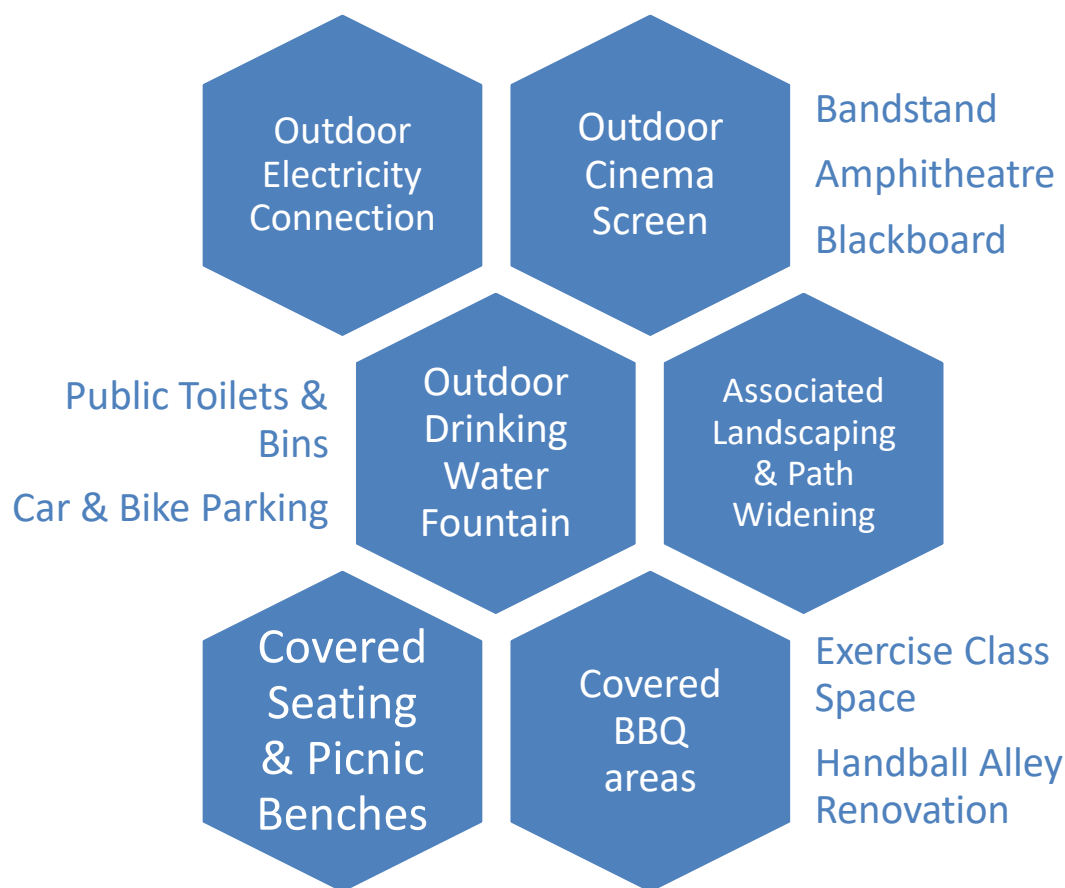 Outdoor
Electricity
Connection
Outdoor
Cinema
Screen
Bandstand
Amphitheatre
Blackboard
Public Toilets &
Bins
Car & Bike Parking
Outdoor
Drinking
Water
Fountain
Associated
Landscaping
& Path
Widening
Covered
Seating
& Picnic
Benches
Covered
BBQ
areas
Exercise Class
Space
Handball Alley
Renovation